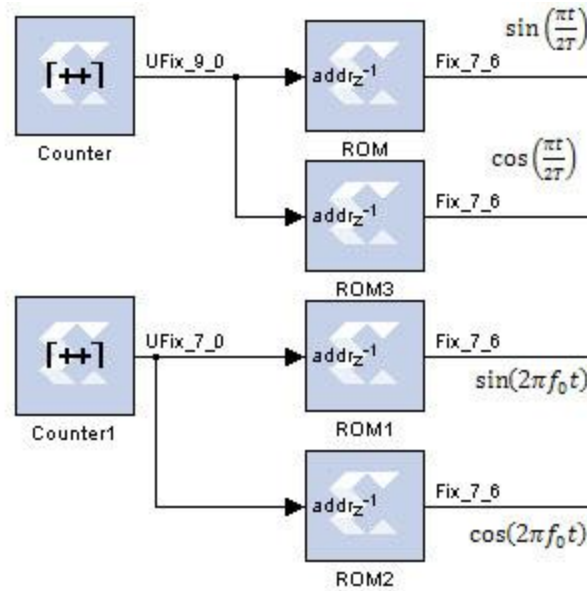 sin(πt/2T)
UFix_9_0
Fix_7_6
[++]
addr z⁻¹
Counter
ROM
cos(πt/2T)
Fix_7_6
addr z⁻¹
ROM3
UFix_7_0
Fix_7_6
[++]
addr z⁻¹
sin(2πf₀t)
Counter1
ROM1
Fix_7_6
addr z⁻¹
cos(2πf₀t)
ROM2